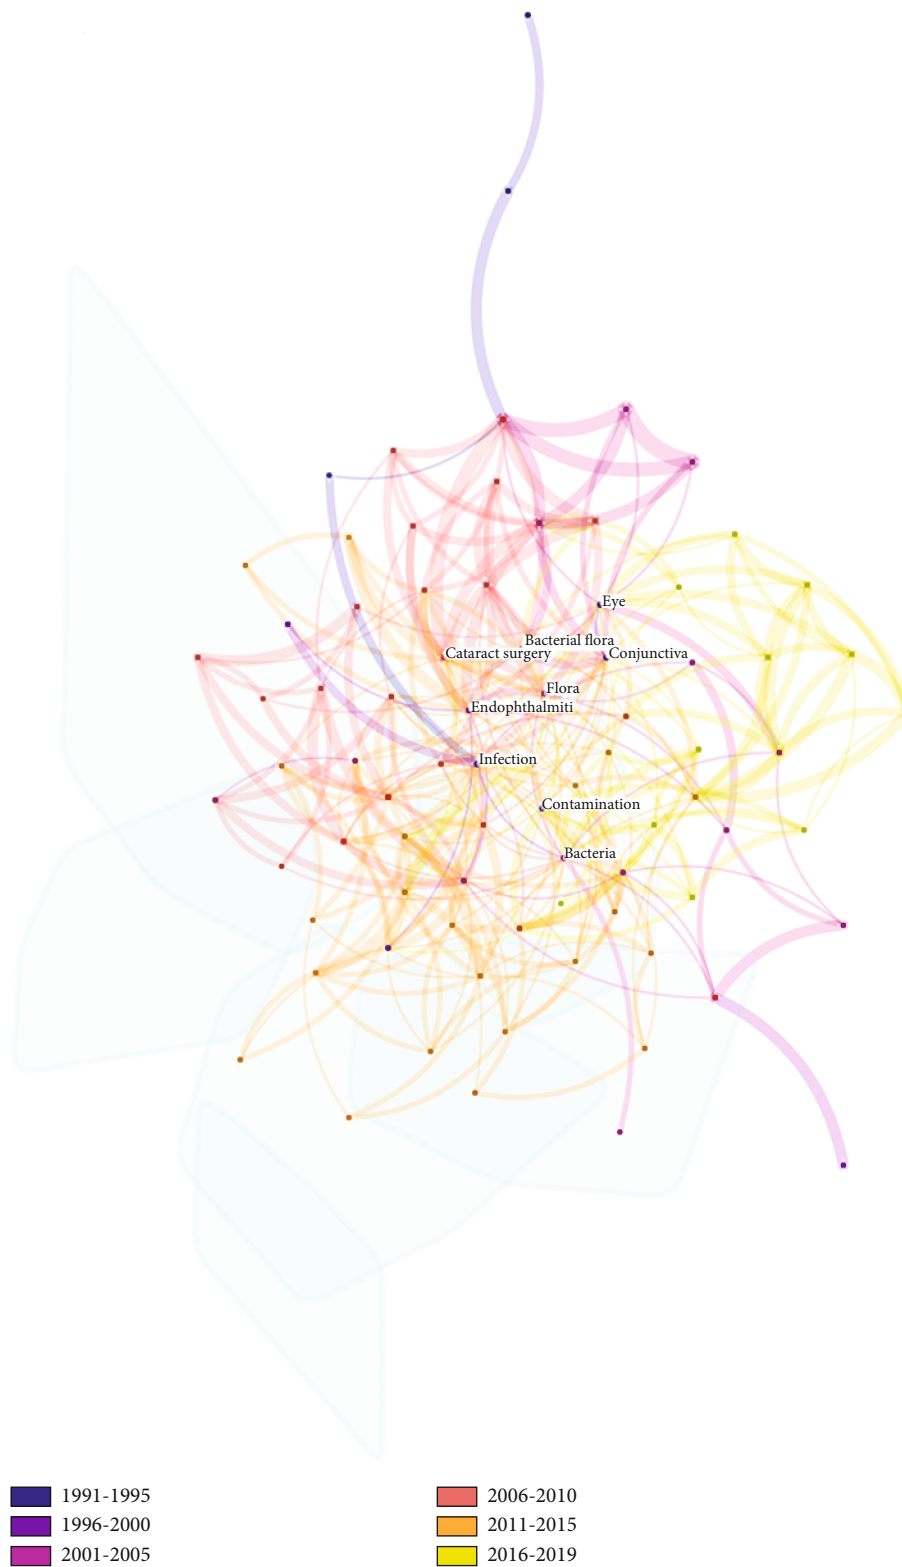 Eye
Bacterial flora
Cataract surgery
Conjunctiva
Flora
Endophthalmiti
Infection
Contamination
Bacteria
1991-1995
1996-2000
2001-2005
2006-2010
2011-2015
2016-2019